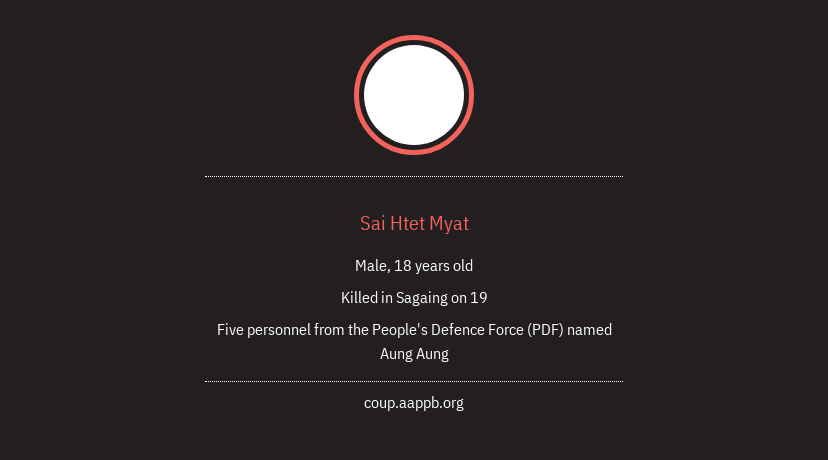 Sai Htet Myat
Male, 18 years old
Killed in Sagaing on 19
Five personnel from the People's Defence Force (PDF) named
Aung Aung
coup.aappb.org